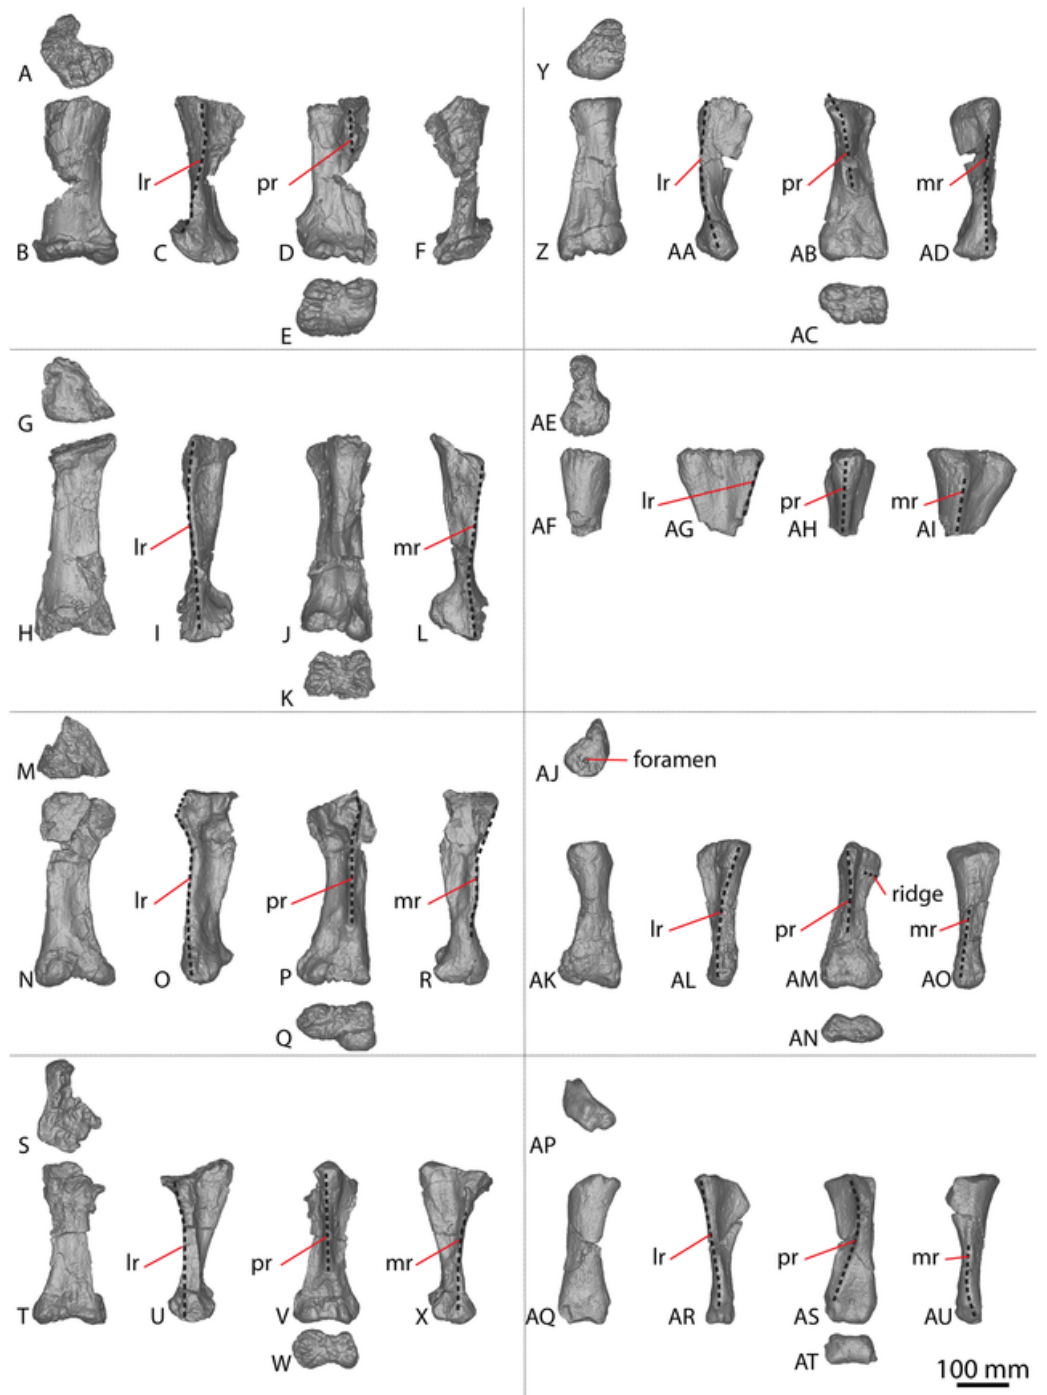 A
B
lr
C
pr
D
F
E
Y
Z
lr
AA
pr
AB
mr
AD
AC
G
H
lr
I
J
mr
L
K
AE
AF
lr
AG
pr
AH
mr
AI
M
N
lr
O
pr
P
mr
R
Q
AJ
foramen
AK
lr
AL
pr
AM
ridge
mr
AO
AN
S
T
lr
U
pr
V
mr
X
W
AP
AQ
lr
AR
pr
AS
mr
AU
AT
100 mm